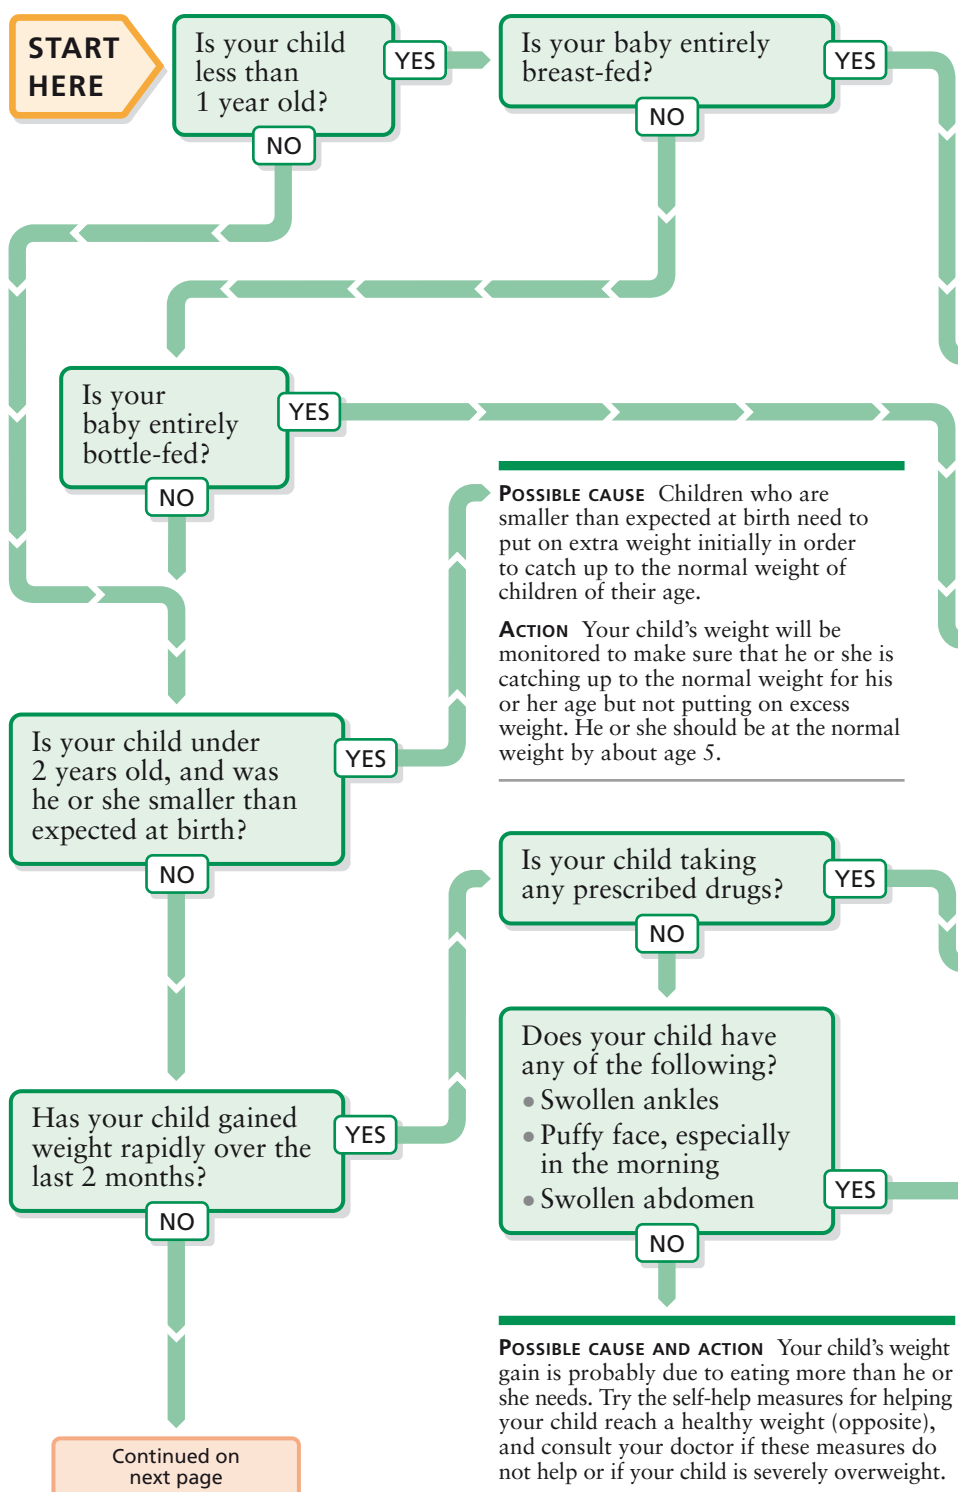 START
HERE
Is your child
less than
1 year old?
YES
NO
Is your baby entirely
breast-fed?
YES
NO
Is your
baby entirely
bottle-fed?
YES
NO
POSSIBLE CAUSE Children who are
smaller than expected at birth need to
put on extra weight initially in order
to catch up to the normal weight of
children of their age.
ACTION Your child's weight will be
monitored to make sure that he or she is
catching up to the normal weight for his
or her age but not putting on excess
weight. He or she should be at the normal
weight by about age 5.
Is your child under
2 years old, and was
he or she smaller than
expected at birth?
YES
NO
Is your child taking
any prescribed drugs?
YES
NO
Does your child have
any of the following?
• Swollen ankles
• Puffy face, especially
in the morning
• Swollen abdomen
YES
NO
Has your child gained
weight rapidly over the
last 2 months?
YES
NO
POSSIBLE CAUSE AND ACTION Your child's weight
gain is probably due to eating more than he or
she needs. Try the self-help measures for helping
your child reach a healthy weight (opposite),
and consult your doctor if these measures do
not help or if your child is severely overweight.
Continued on
next page